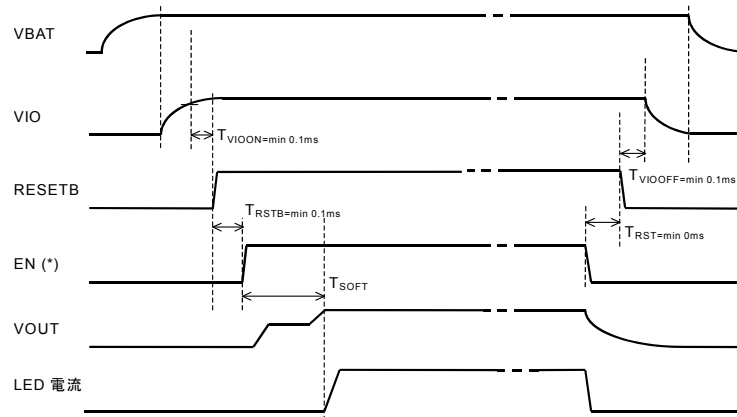 VBAT
VIO
TVIOON=min 0.1ms
RESETB
TVIOOFF=min 0.1ms
TRSTB=min 0.1ms
TRST=min 0ms
EN (*)
TSOFT
VOUT
LED 電流